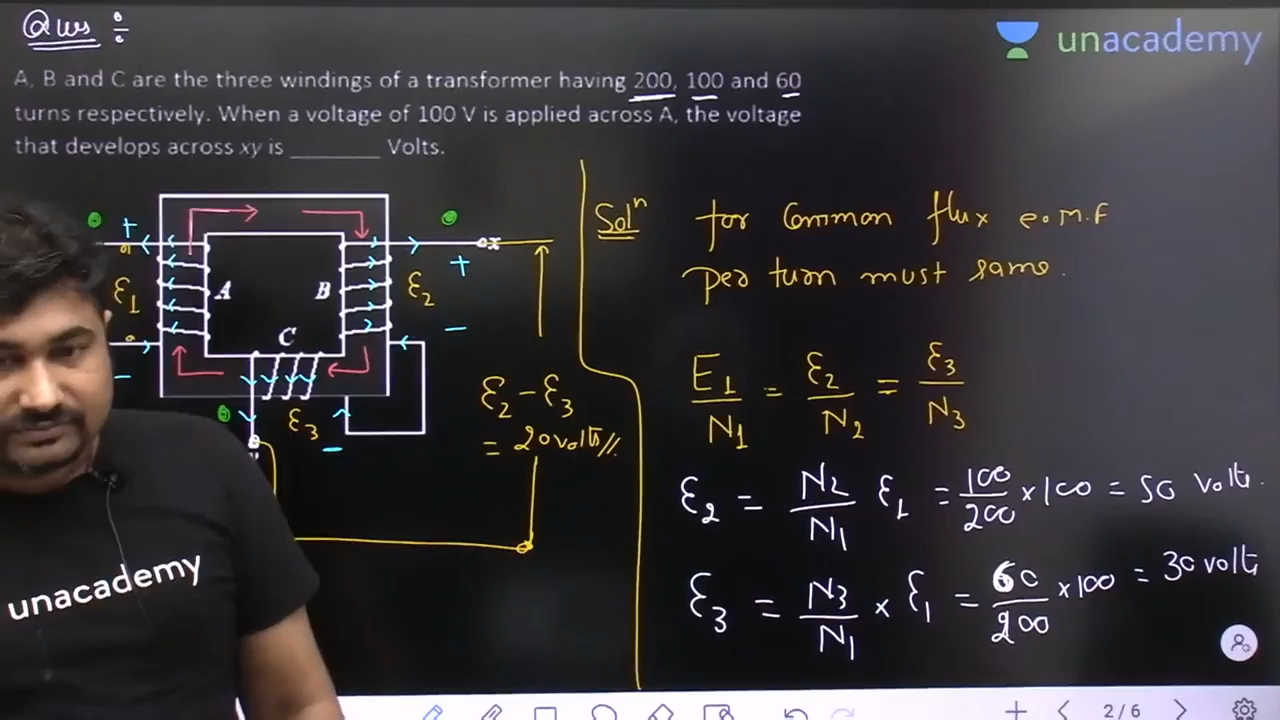 Ques :
unacademy
A, B and C are the three windings of a transformer having 200, 100 and 60
turns respectively. When a voltage of 100 V is applied across A, the voltage
that develops across xy is ________ Volts.
Solⁿ
for Common flux e.M.F
per turn must same.
+
+
ε₁
A
B
ε₂
x
-
-
C
ε₃
-
ε₂ - ε₃
= 20 volts//
E₁/N₁ = ε₂/N₂ = ε₃/N₃
ε₂ = N₂/N₁ ε₁ = 100/200 × 100 = 50 volts.
ε₃ = N₃/N₁ × ε₁ = 60/200 × 100 = 30 volts
unacademy
2/6